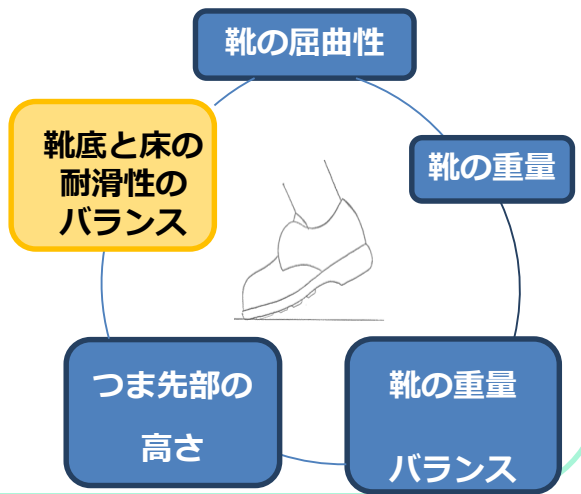 靴の屈曲性
靴底と床の
耐滑性の
バランス
靴の重量
つま先部の
高さ
靴の重量
バランス